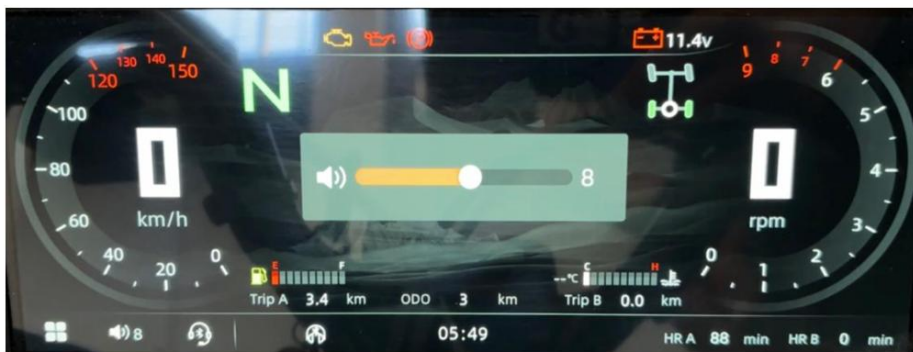 11.4v
130 140
120 150
9 8 7
N
6
100
5
0
0
80
8
4
km/h
rpm
60
3
40 0
E F
C H
0 2
20
--°C
1
Trip A 3.4 km ODO 3 km Trip B 0.0 km
8 05:49 HR A 88 min HR B 0 min